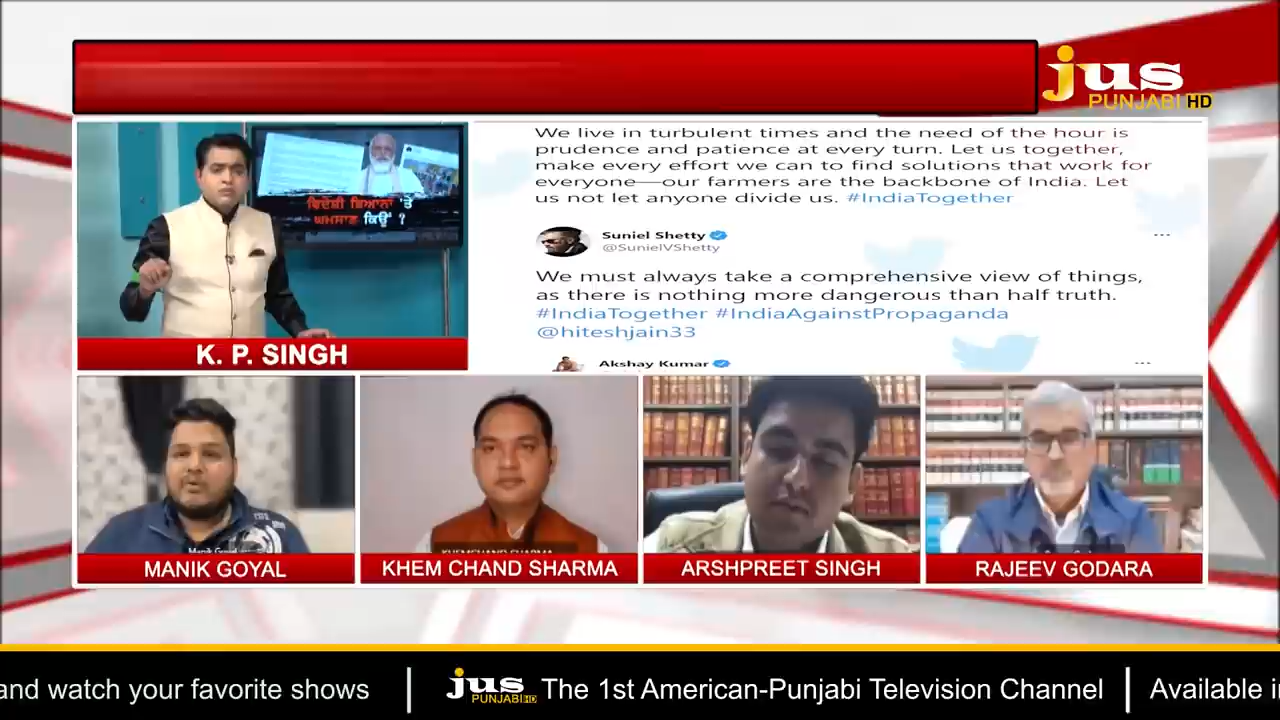 jus
PUNJABI HD
We live in turbulent times and the need of the hour is
prudence and patience at every turn. Let us together,
make every effort we can to find solutions that work for
everyone—our farmers are the backbone of India. Let
us not let anyone divide us. #IndiaTogether
ਵਿਦੇਸ਼ੀ ਬਿਆਨਾਂ 'ਤੇ
ਘਮਸਾਣ ਕਿਉਂ ?
Suniel Shetty
@SunielVShetty
We must always take a comprehensive view of things,
as there is nothing more dangerous than half truth.
#IndiaTogether #IndiaAgainstPropaganda
@hiteshjain33
Akshay Kumar
K. P. SINGH
MANIK GOYAL
KHEM CHAND SHARMA
ARSHPREET SINGH
RAJEEV GODARA
and watch your favorite shows
jus
PUNJABI HD
The 1st American-Punjabi Television Channel
Available in